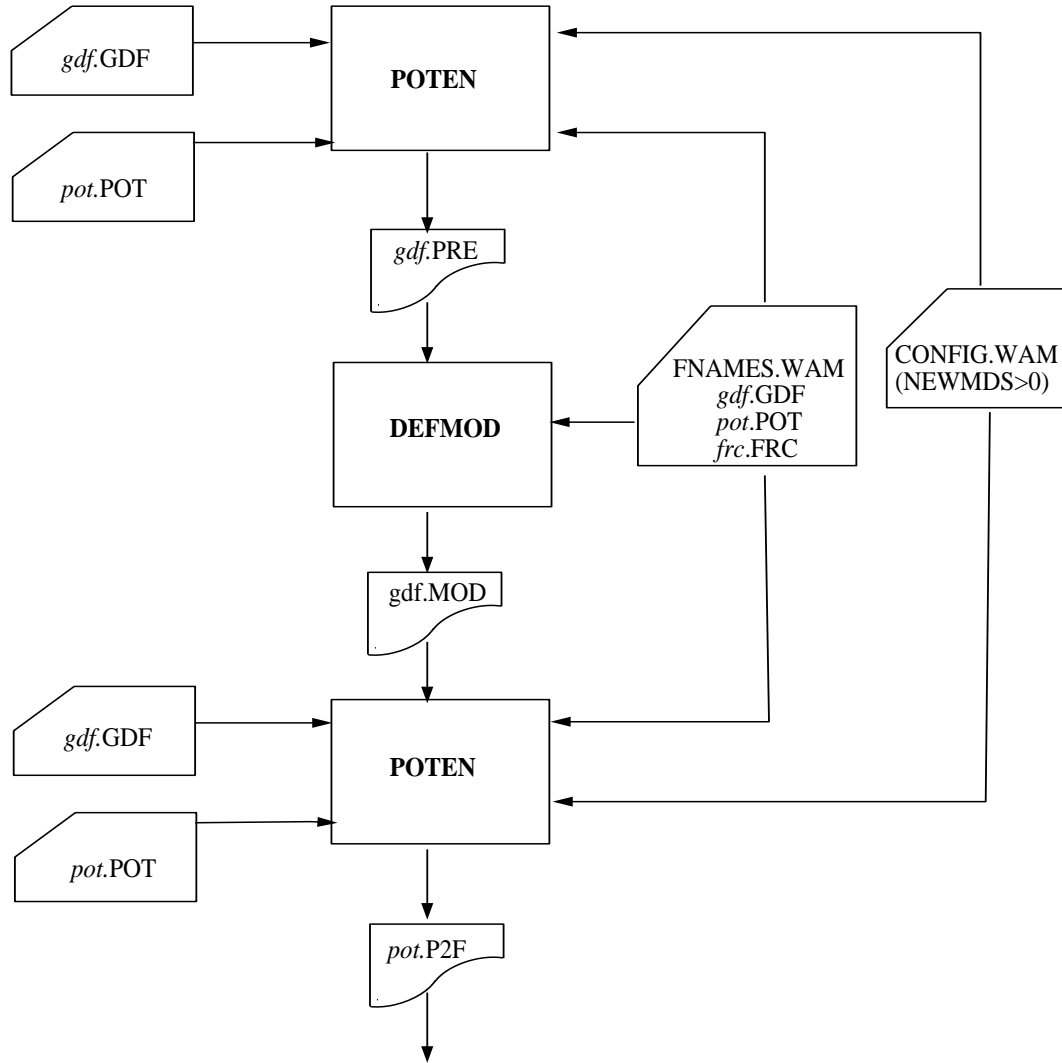 gdf.GDF
POTEN
pot.POT
gdf.PRE
FNAMES.WAM
gdf.GDF
pot.POT
frc.FRC
CONFIG.WAM
(NEWMDS>0)
DEFMOD
gdf.MOD
gdf.GDF
POTEN
pot.POT
pot.P2F